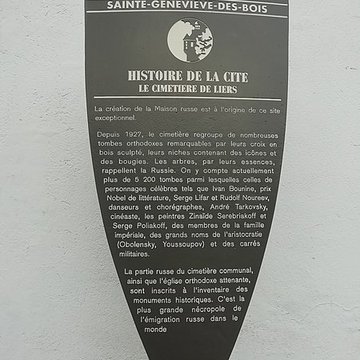 SAINTE-GENEVIEVE-DES-BOIS
HISTOIRE DE LA CITE
LE CIMETIERE DE LIERS
La création de la Maison russe est à l'origine de ce site
exceptionnel.
Depuis 1927, le cimetière regroupe de nombreuses
tombes orthodoxes remarquables par leurs croix en
bois sculpté, leurs niches contenant des icônes et
des bougies. Les arbres, par leurs essences,
rappellent la Russie. On y compte actuellement
plus de 5 200 tombes parmi lesquelles celles de
personnages célèbres tels que Ivan Bounine, prix
Nobel de littérature, Serge Lifar et Rudolf Noureev,
danseurs et chorégraphes, André Tarkovsky,
cinéaste, les peintres Zinaïde Serebriskoff et
Serge Poliakoff, des membres de la famille
impériale, des grands noms de l'aristocratie
(Obolensky, Youssoupov) et des carrés
militaires.
La partie russe du cimetière communal,
ainsi que l'église orthodoxe attenante,
sont inscrits à l'inventaire des
monuments historiques. C'est la
plus grande nécropole de
l'émigration russe dans le
monde